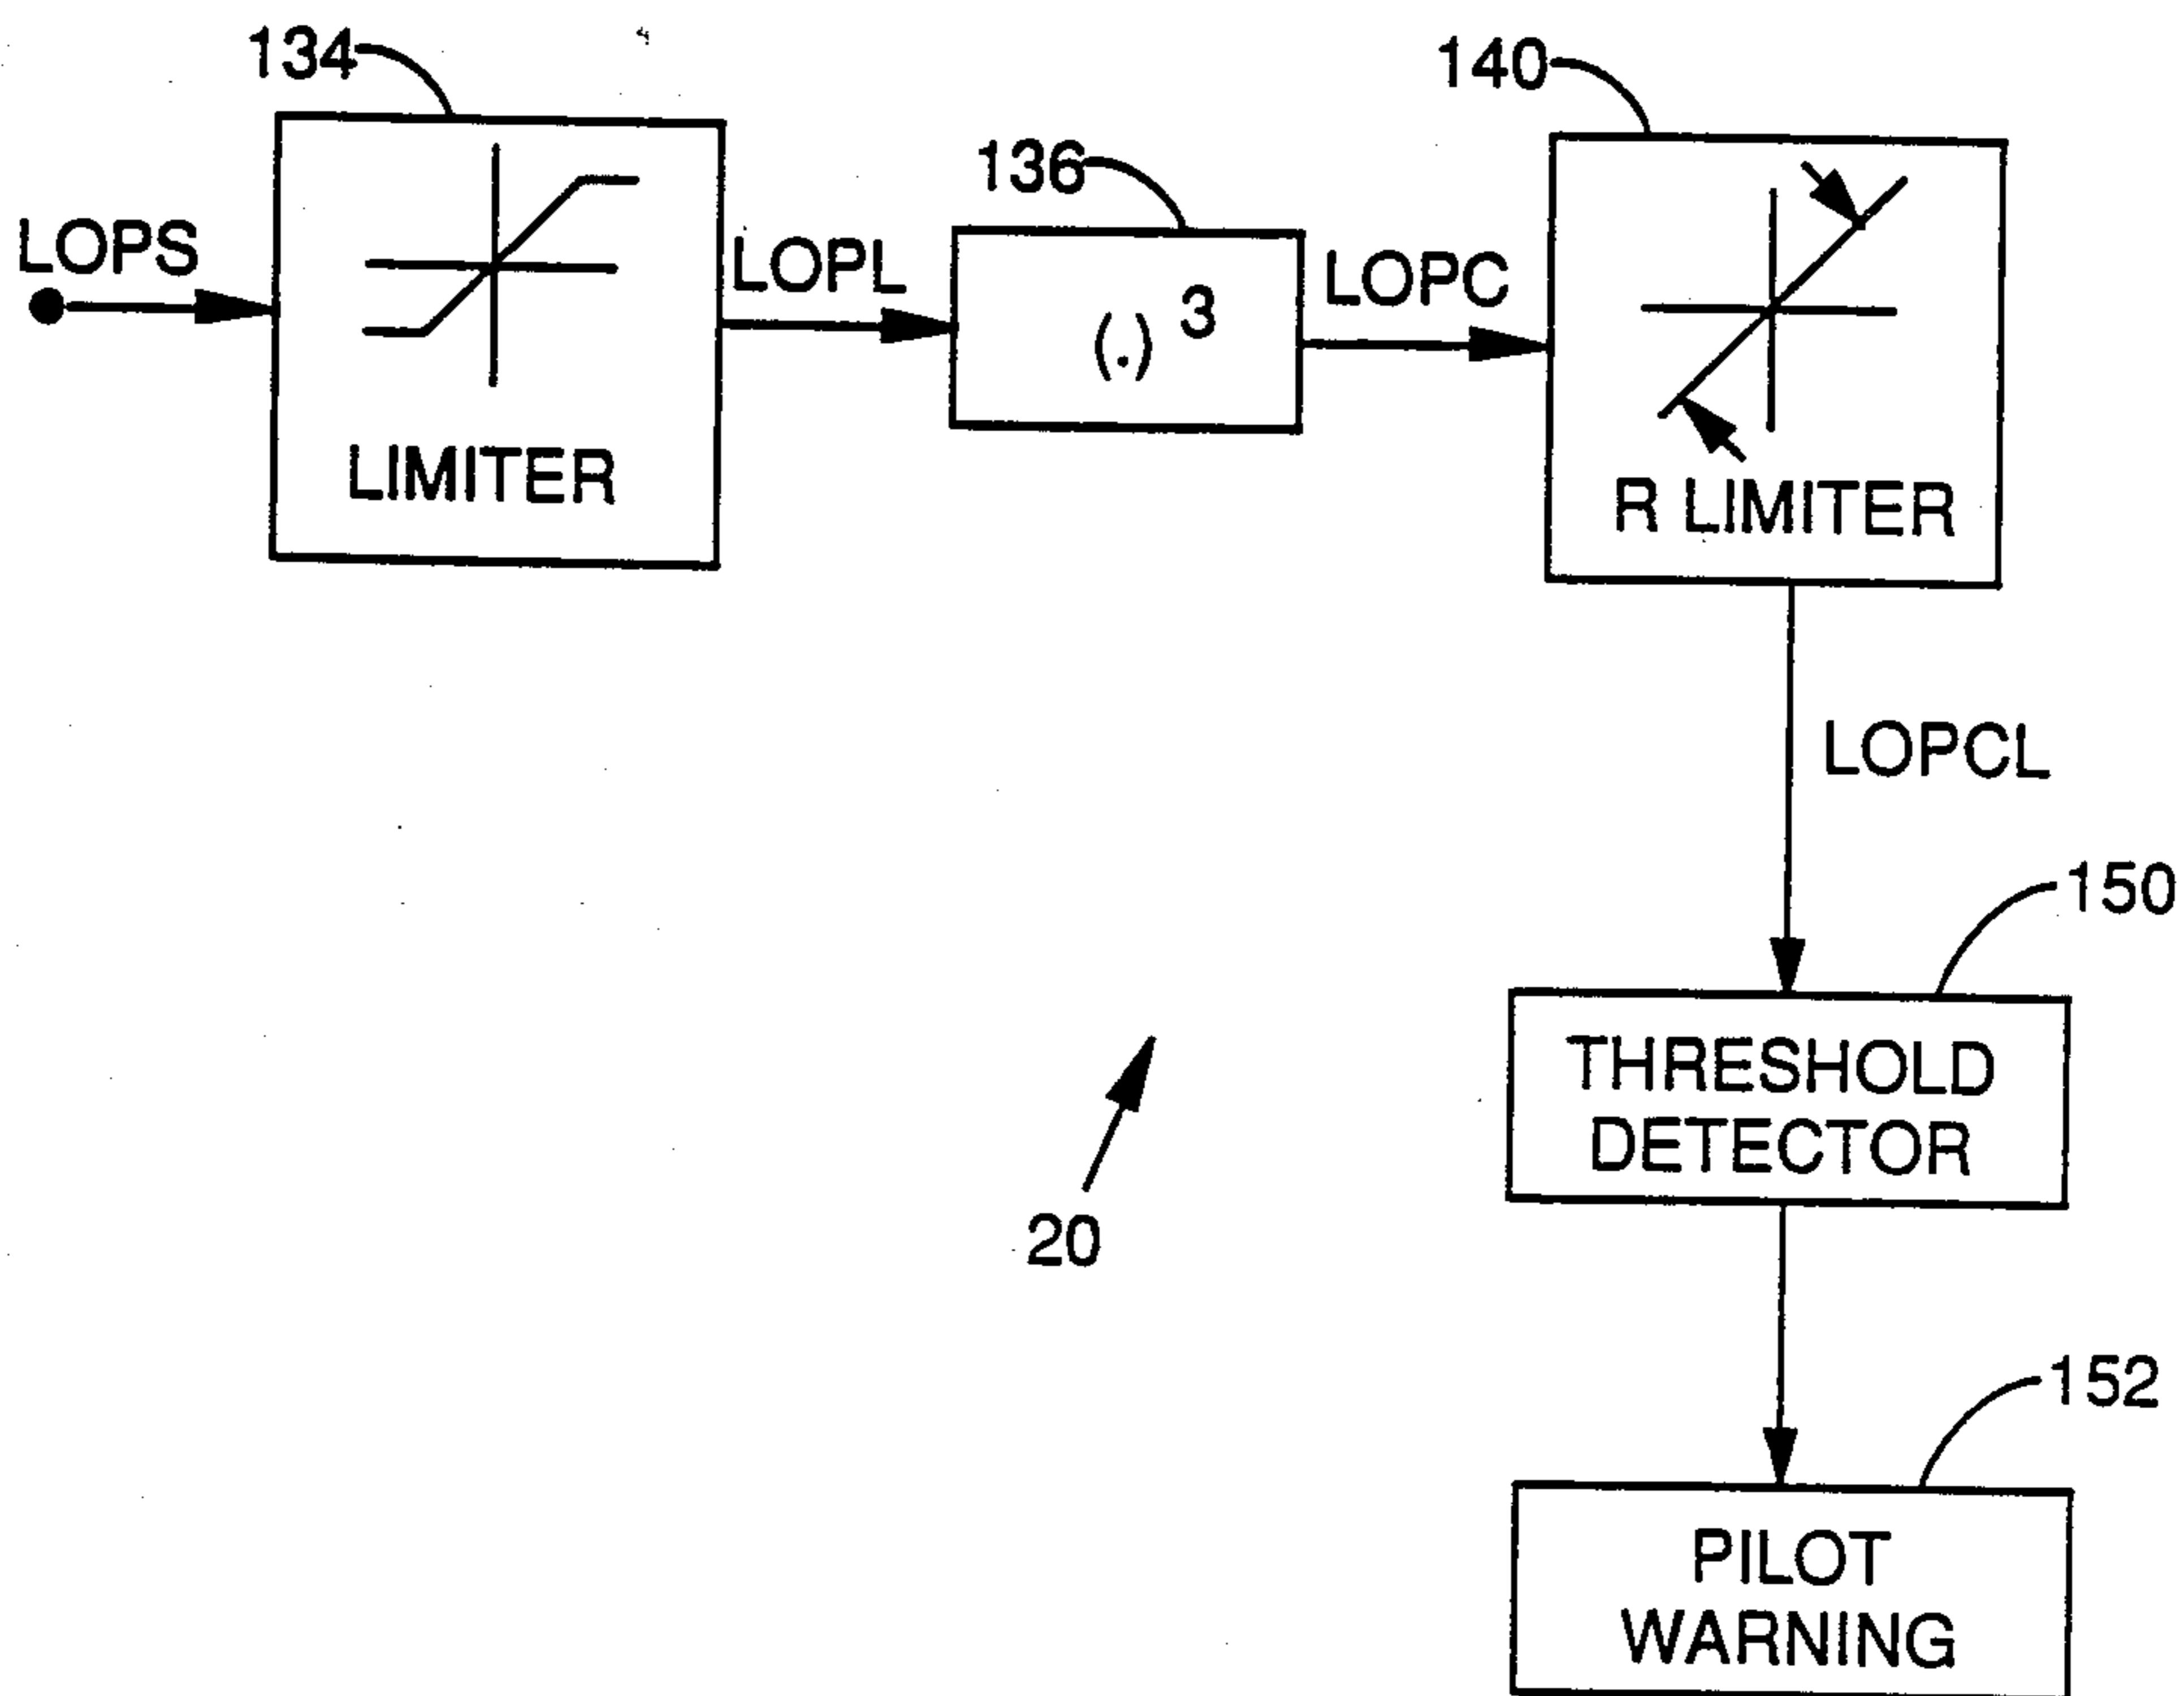 134
140
136
LOPS
LOPL
LOPC
(.) 3
LIMITER
R LIMITER
LOPCL
150
THRESHOLD
DETECTOR
20
152
PILOT
WARNING